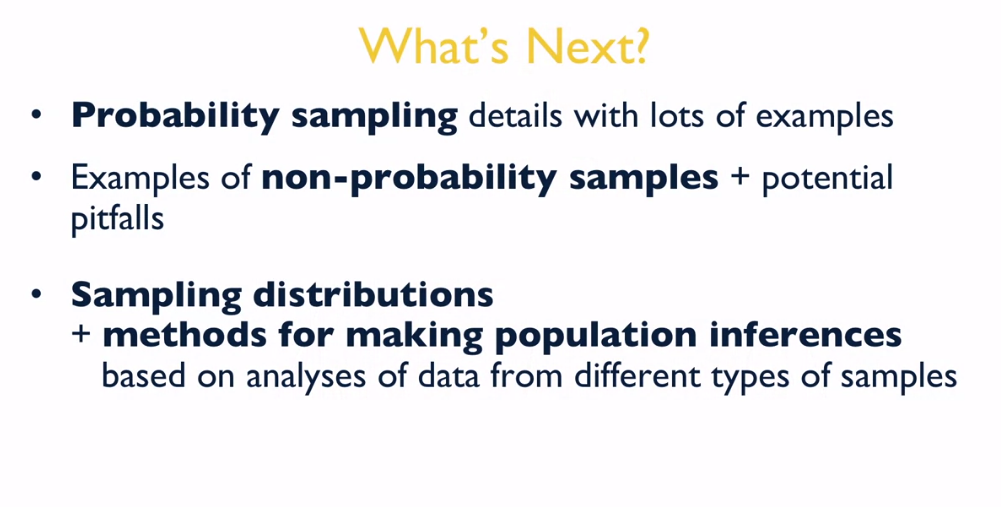 What's Next?
• Probability sampling details with lots of examples
• Examples of non-probability samples + potential
pitfalls
• Sampling distributions
+ methods for making population inferences
based on analyses of data from different types of samples